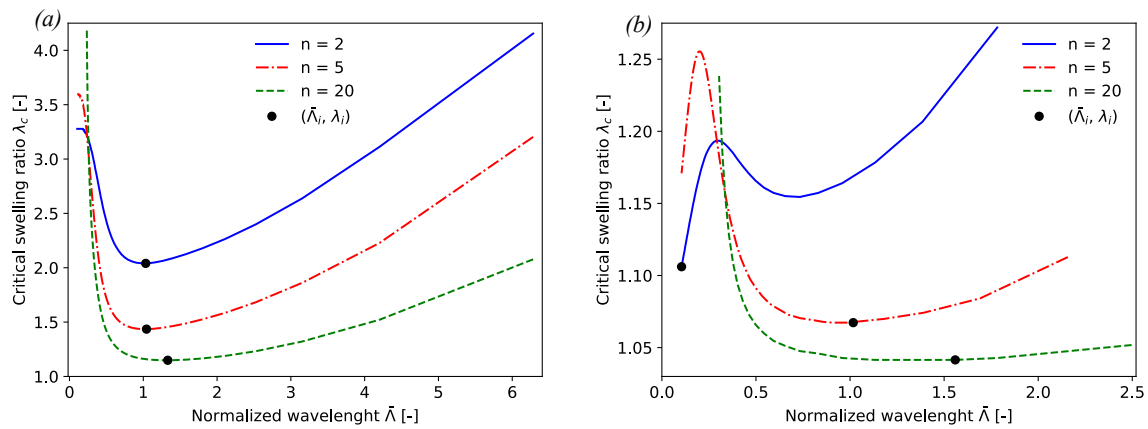 (a)
Critical swelling ratio λc [-]
4.0
3.5
3.0
2.5
2.0
1.5
1.0
n = 2
n = 5
n = 20
(Λ̄i, λi)
0 1 2 3 4 5 6
Normalized wavelenght Λ̄ [-]
(b)
Critical swelling ratio λc [-]
1.25
1.20
1.15
1.10
1.05
n = 2
n = 5
n = 20
(Λ̄i, λi)
0.0 0.5 1.0 1.5 2.0 2.5
Normalized wavelenght Λ̄ [-]